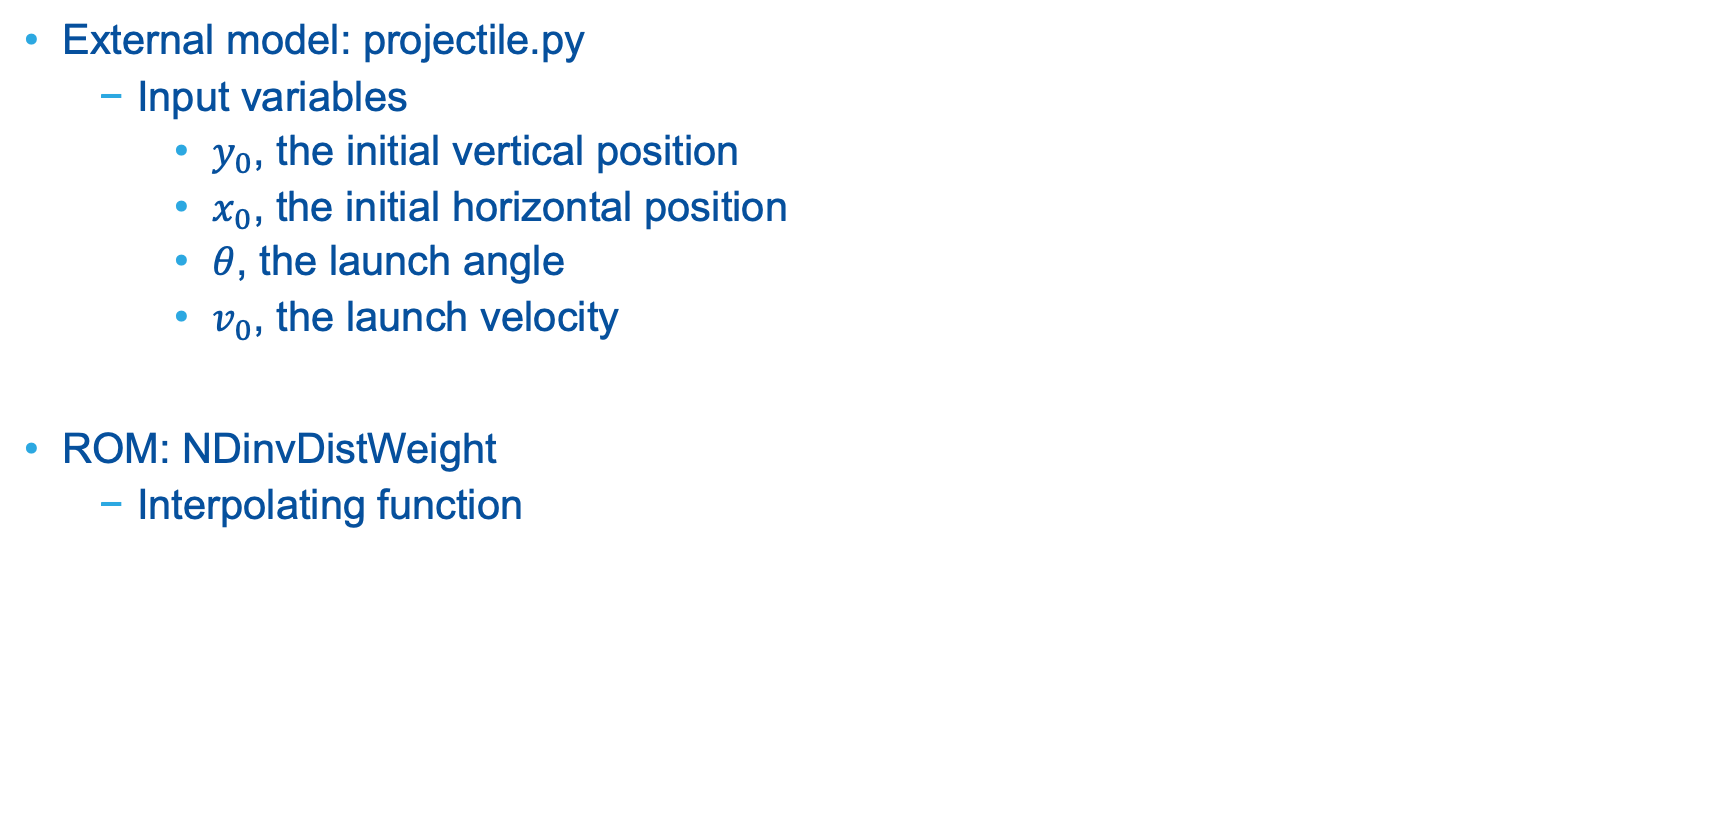 • External model: projectile.py
– Input variables
• y₀, the initial vertical position
• x₀, the initial horizontal position
• θ, the launch angle
• v₀, the launch velocity
• ROM: NDinvDistWeight
– Interpolating function